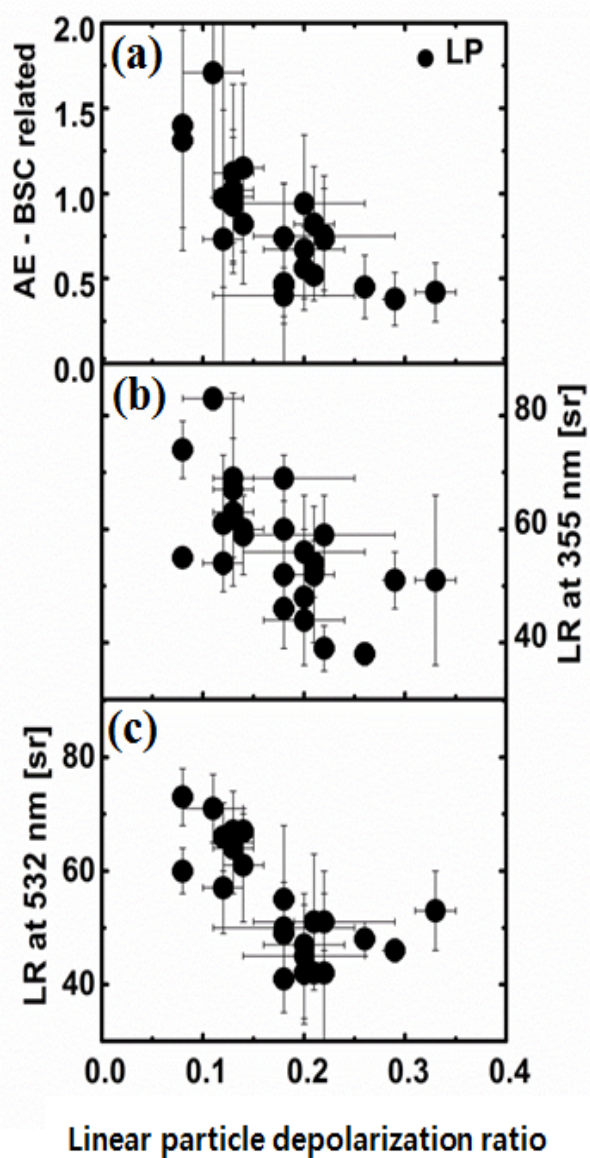 (a)
LP
AE - BSC related
2.0
1.5
1.0
0.5
0.0
(b)
LR at 355 nm [sr]
80
60
40
(c)
LR at 532 nm [sr]
80
60
40
0.0 0.1 0.2 0.3 0.4
Linear particle depolarization ratio